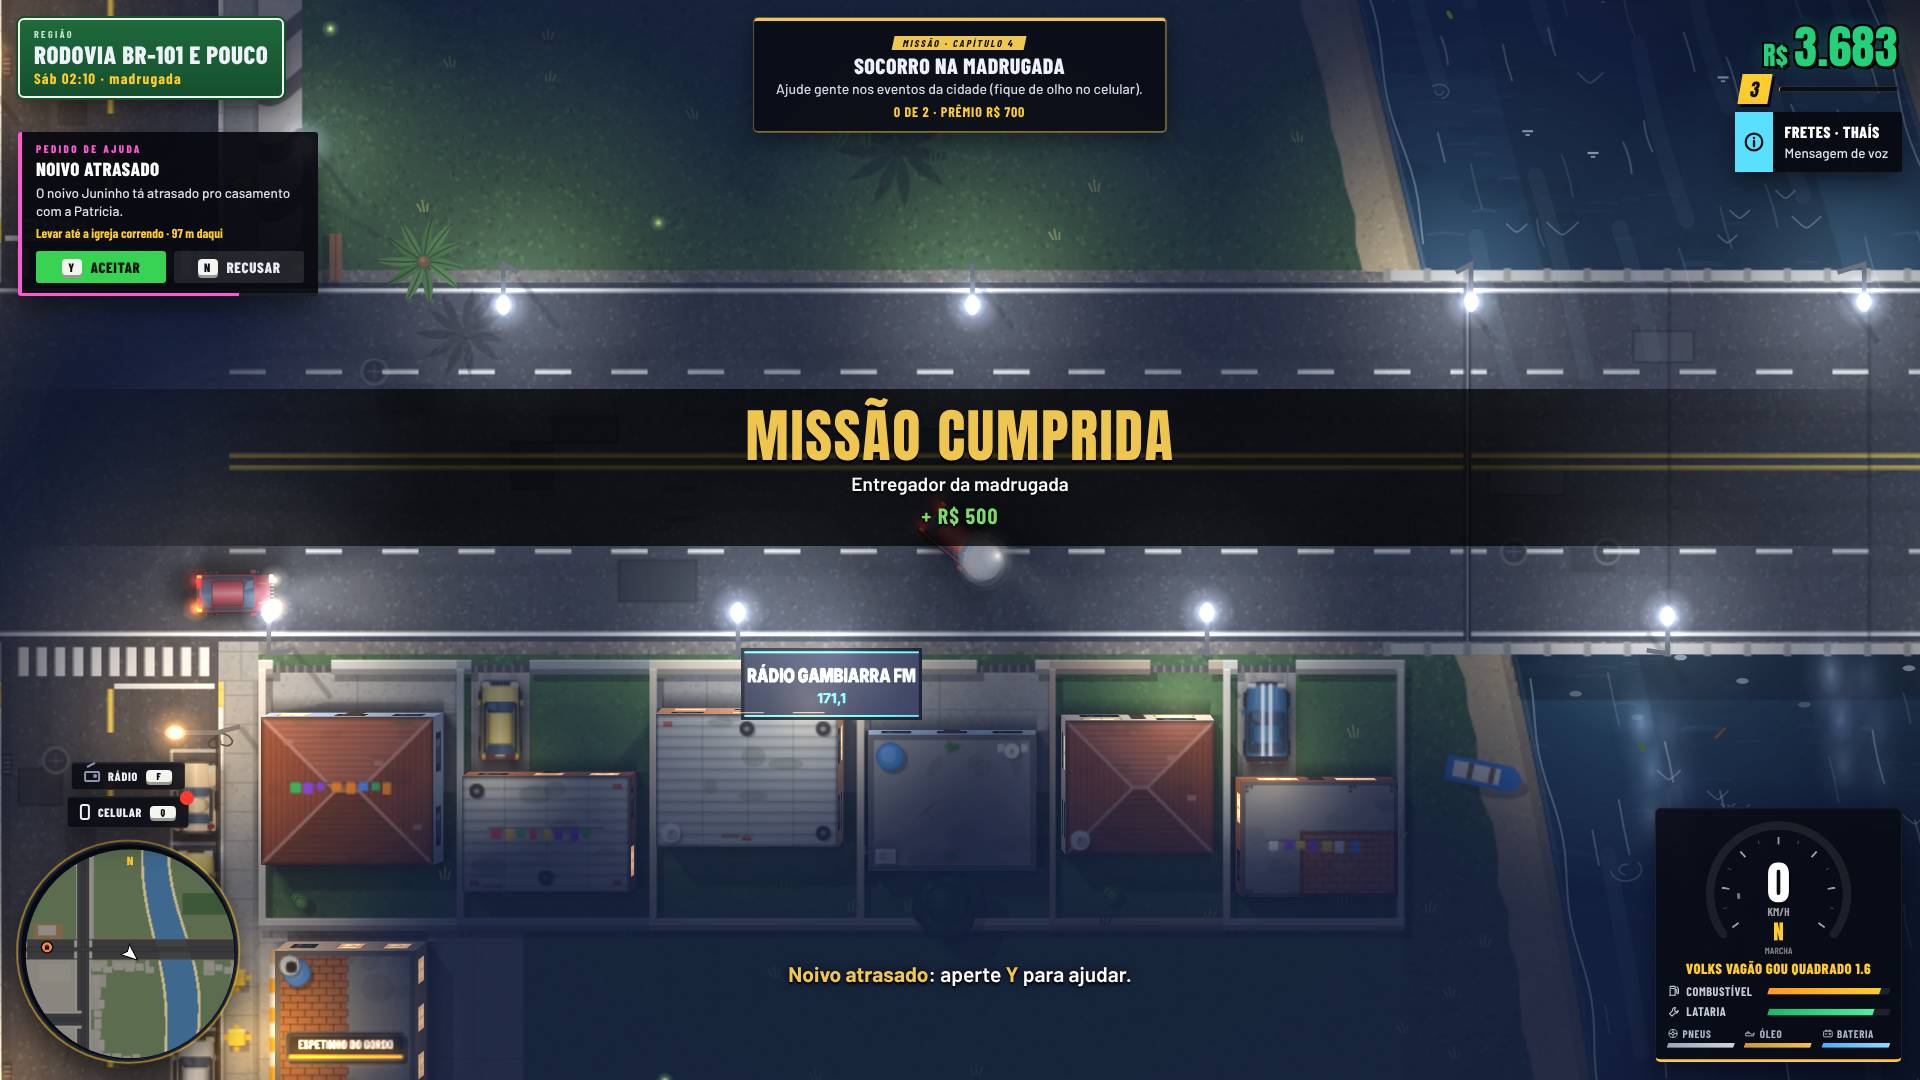 REGIÃO
RODOVIA BR-101 E POUCO
Sáb 02:10 · madrugada
PEDIDO DE AJUDA
NOIVO ATRASADO
O noivo Juninho tá atrasado pro casamento
com a Patrícia.
Levar até a igreja correndo · 97 m daqui
Y ACEITAR
N RECUSAR
MISSÃO · CAPÍTULO 4
SOCORRO NA MADRUGADA
Ajude gente nos eventos da cidade (fique de olho no celular).
0 DE 2 · PRÊMIO R$ 700
R$ 3.683
3
FRETES · THAÍS
Mensagem de voz
MISSÃO CUMPRIDA
Entregador da madrugada
+ R$ 500
RÁDIO GAMBIARRA FM
171,1
RÁDIO F
CELULAR Q
N
ESPETINHO DO GORDO
Noivo atrasado: aperte Y para ajudar.
0
KM/H
N
MARCHA
VOLKS VAGÃO GOU QUADRADO 1.6
COMBUSTÍVEL
LATARIA
PNEUS
ÓLEO
BATERIA